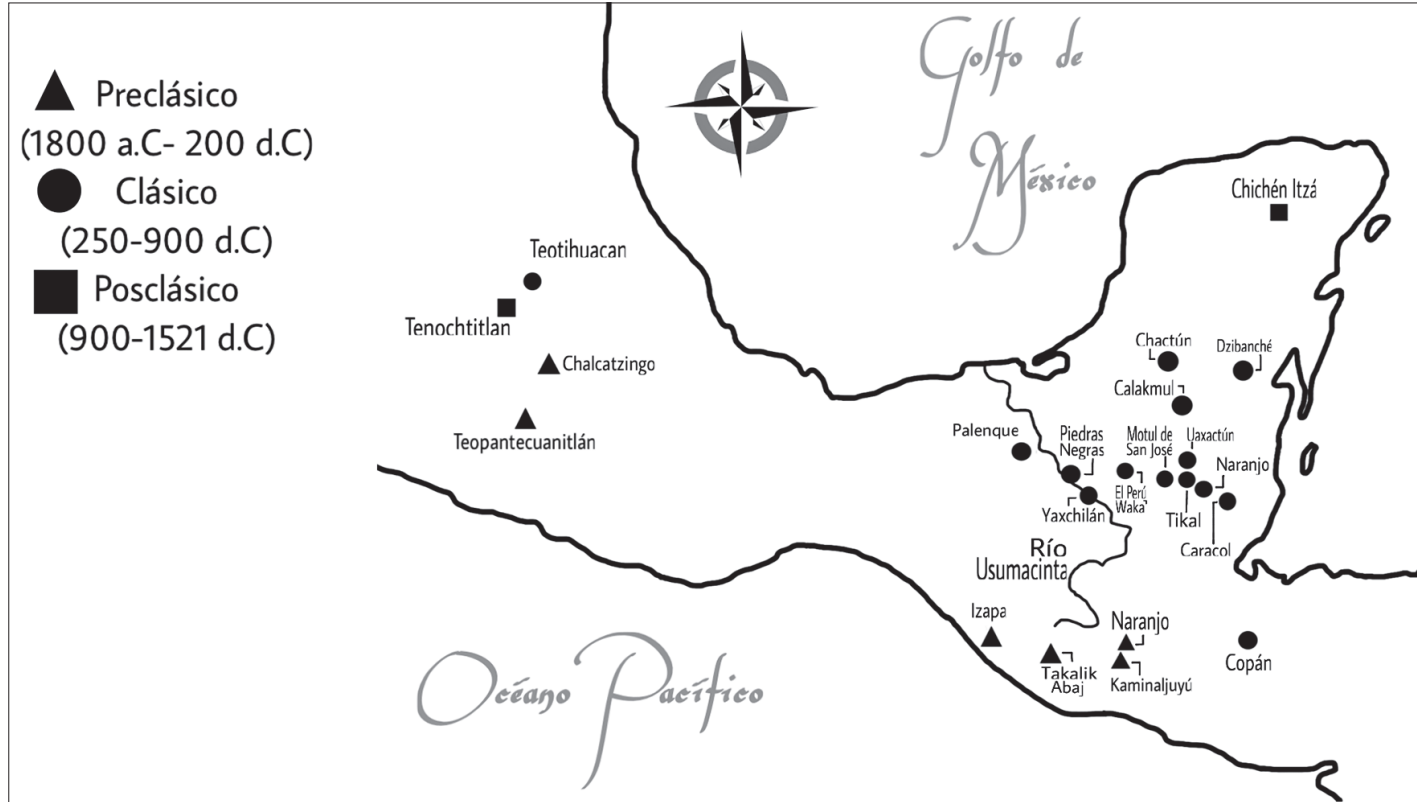 Preclásico
(1800 a.C- 200 d.C)
Clásico
(250-900 d.C)
Posclásico
(900-1521 d.C)
Golfo de
México
Chichén Itzá
Teotihuacan
Tenochtitlan
Chalcatzingo
Teopantecuanitlán
Chactún
Dzibanché
Calakmul
Palenque
Piedras
Negras
Motul de
San José
Uaxactún
Naranjo
El Perú
Waka'
Yaxchilán
Tikal
Caracol
Río
Usumacinta
Izapa
Naranjo
Takalik
Abaj
Kaminaljuyú
Copán
Océano Pacífico